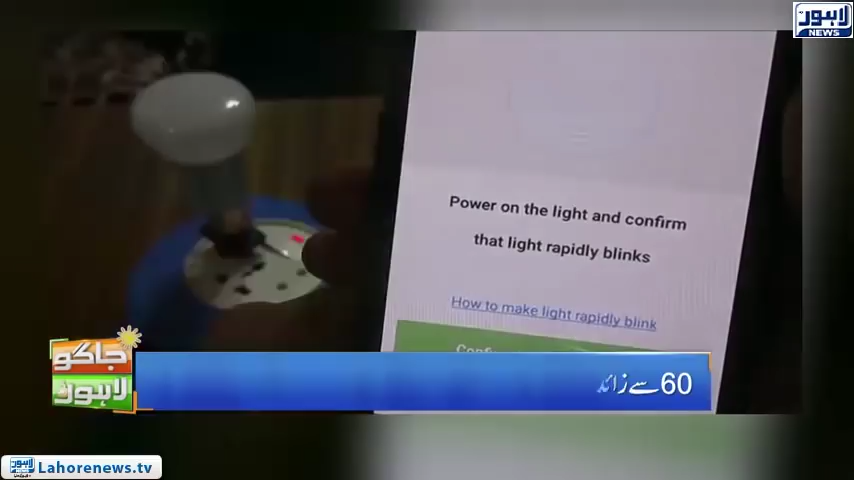 لاہور
NEWS
Power on the light and confirm
that light rapidly blinks
How to make light rapidly blink
جاگو
لاہور
60 سے زائد
لاہور
Lahorenews.tv